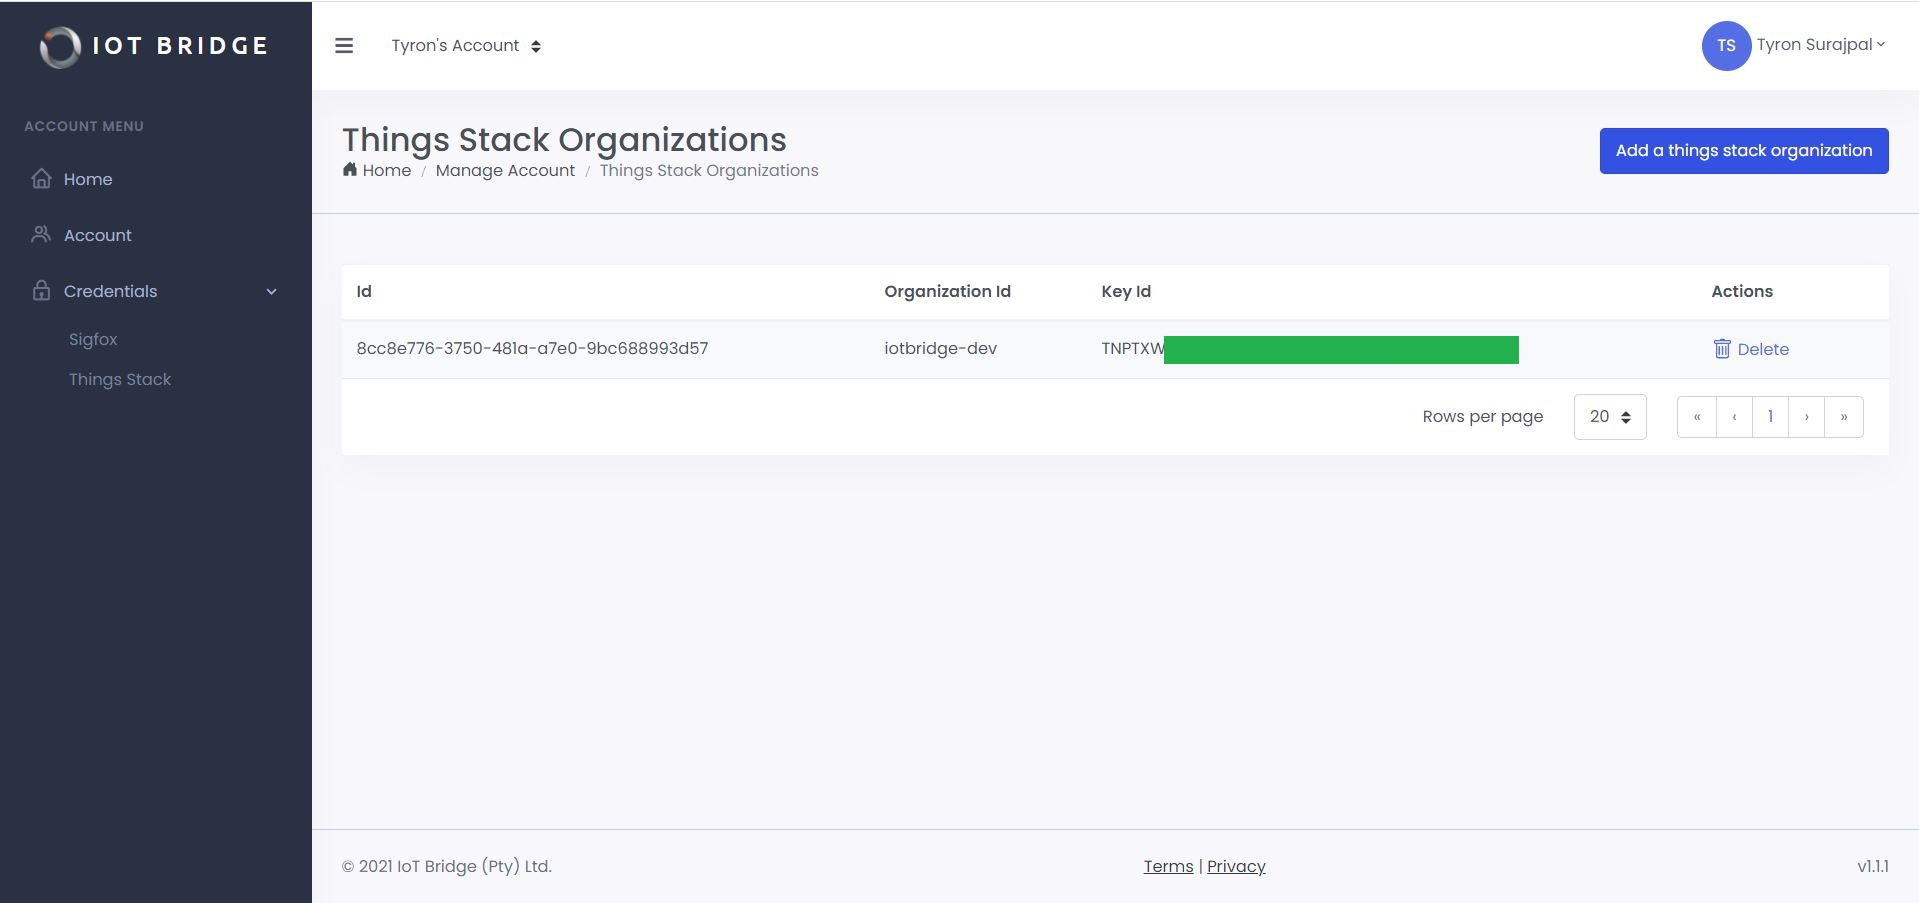 IOT BRIDGE
Tyron's Account
TS
Tyron Surajpal
ACCOUNT MENU
Home
Account
Credentials
Sigfox
Things Stack
Things Stack Organizations
Home / Manage Account / Things Stack Organizations
Add a things stack organization
Id Organization Id Key Id Actions
8cc8e776-3750-481a-a7e0-9bc688993d57 iotbridge-dev TNPTXW Delete
Rows per page 20 « ‹ 1 › »
© 2021 IoT Bridge (Pty) Ltd. Terms | Privacy v1.1.1